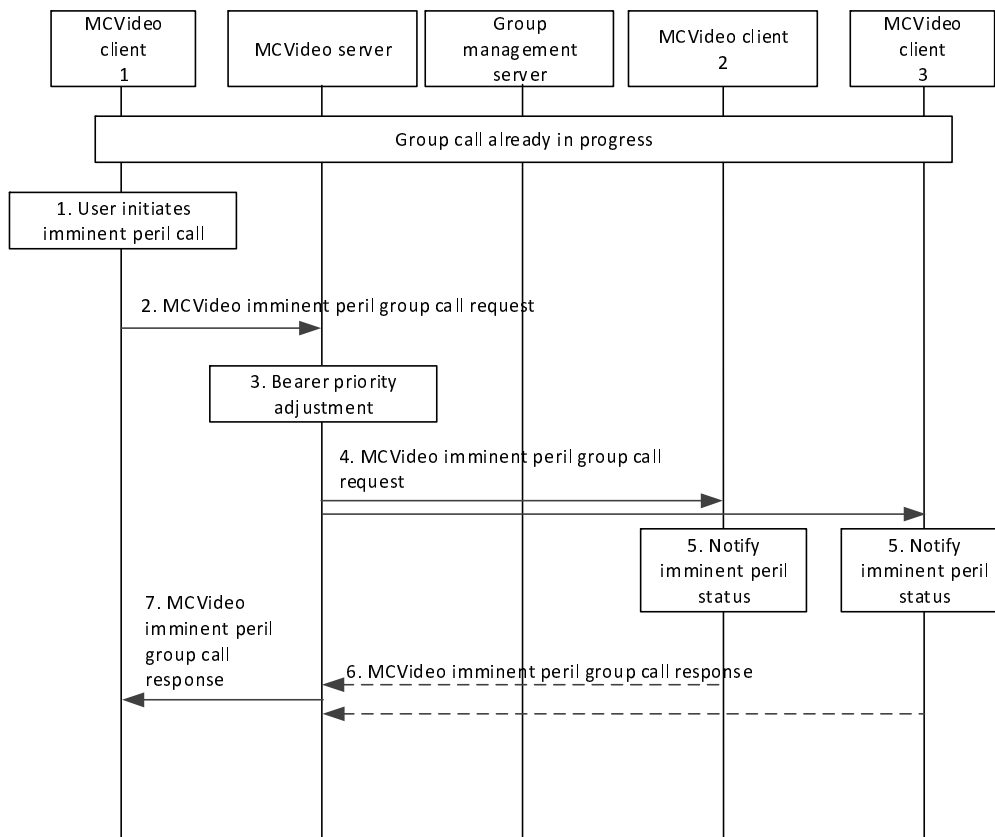 MCVideo
client
1
MCVideo server
Group
management
server
MCVideo client
2
MCVideo
client
3
Group call already in progress
1. User initiates
imminent peril call
2. MCVideo imminent peril group call request
3. Bearer priority
adjustment
4. MCVideo imminent peril group call
request
5. Notify
imminent peril
status
5. Notify
imminent peril
status
7. MCVideo
imminent peril
group call
response
6. MCVideo imminent peril group call response